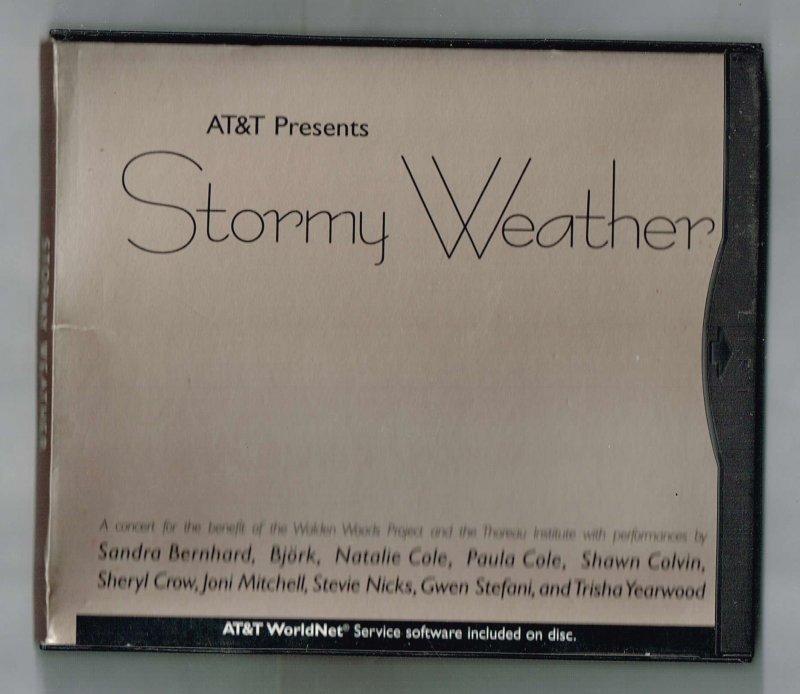 AT&T Presents
Stormy Weather
STORMY WEATHER
A concert for the benefit of the Walden Woods Project and the Thoreau Institute with performances by
Sandra Bernhard, Björk, Natalie Cole, Paula Cole, Shawn Colvin,
Sheryl Crow, Joni Mitchell, Stevie Nicks, Gwen Stefani, and Trisha Yearwood
AT&T WorldNet® Service software included on disc.